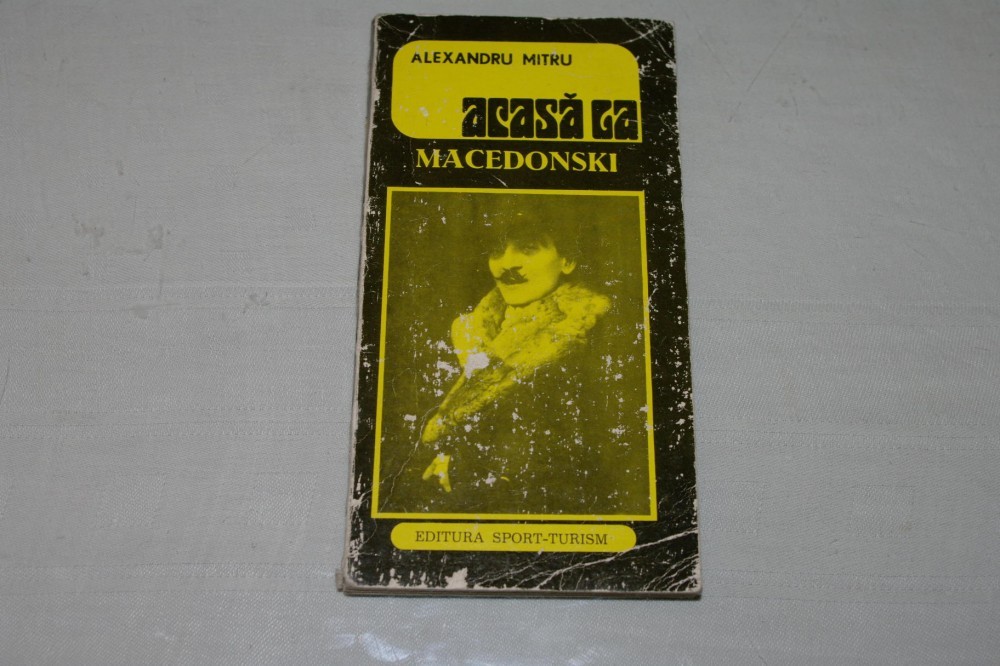 ALEXANDRU MITRU
acasă la
MACEDONSKI
EDITURA SPORT-TURISM